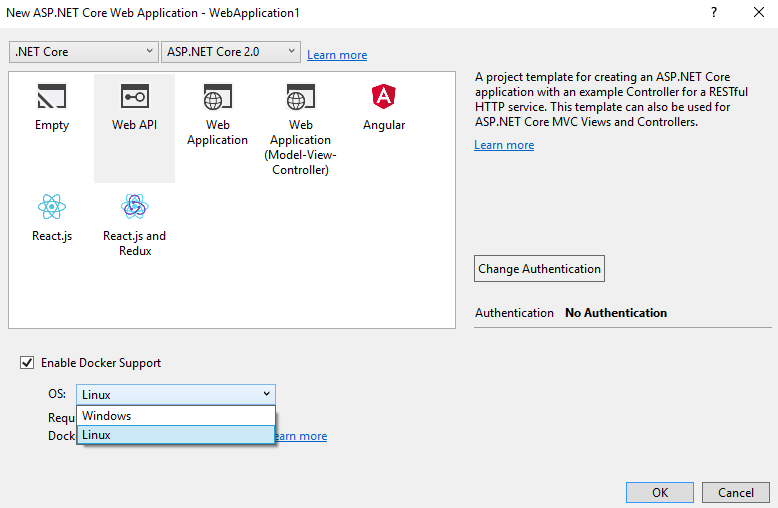 New ASP.NET Core Web Application - WebApplication1
?
.NET Core
ASP.NET Core 2.0
Learn more
Empty
Web API
Web
Application
Web
Application
(Model-View-
Controller)
Angular
React.js
React.js and
Redux
A project template for creating an ASP.NET Core
application with an example Controller for a RESTful
HTTP service. This template can also be used for
ASP.NET Core MVC Views and Controllers.
Learn more
Change Authentication
Authentication No Authentication
Enable Docker Support
OS: Linux
Windows
Linux
Requ
Dock
earn more
OK
Cancel